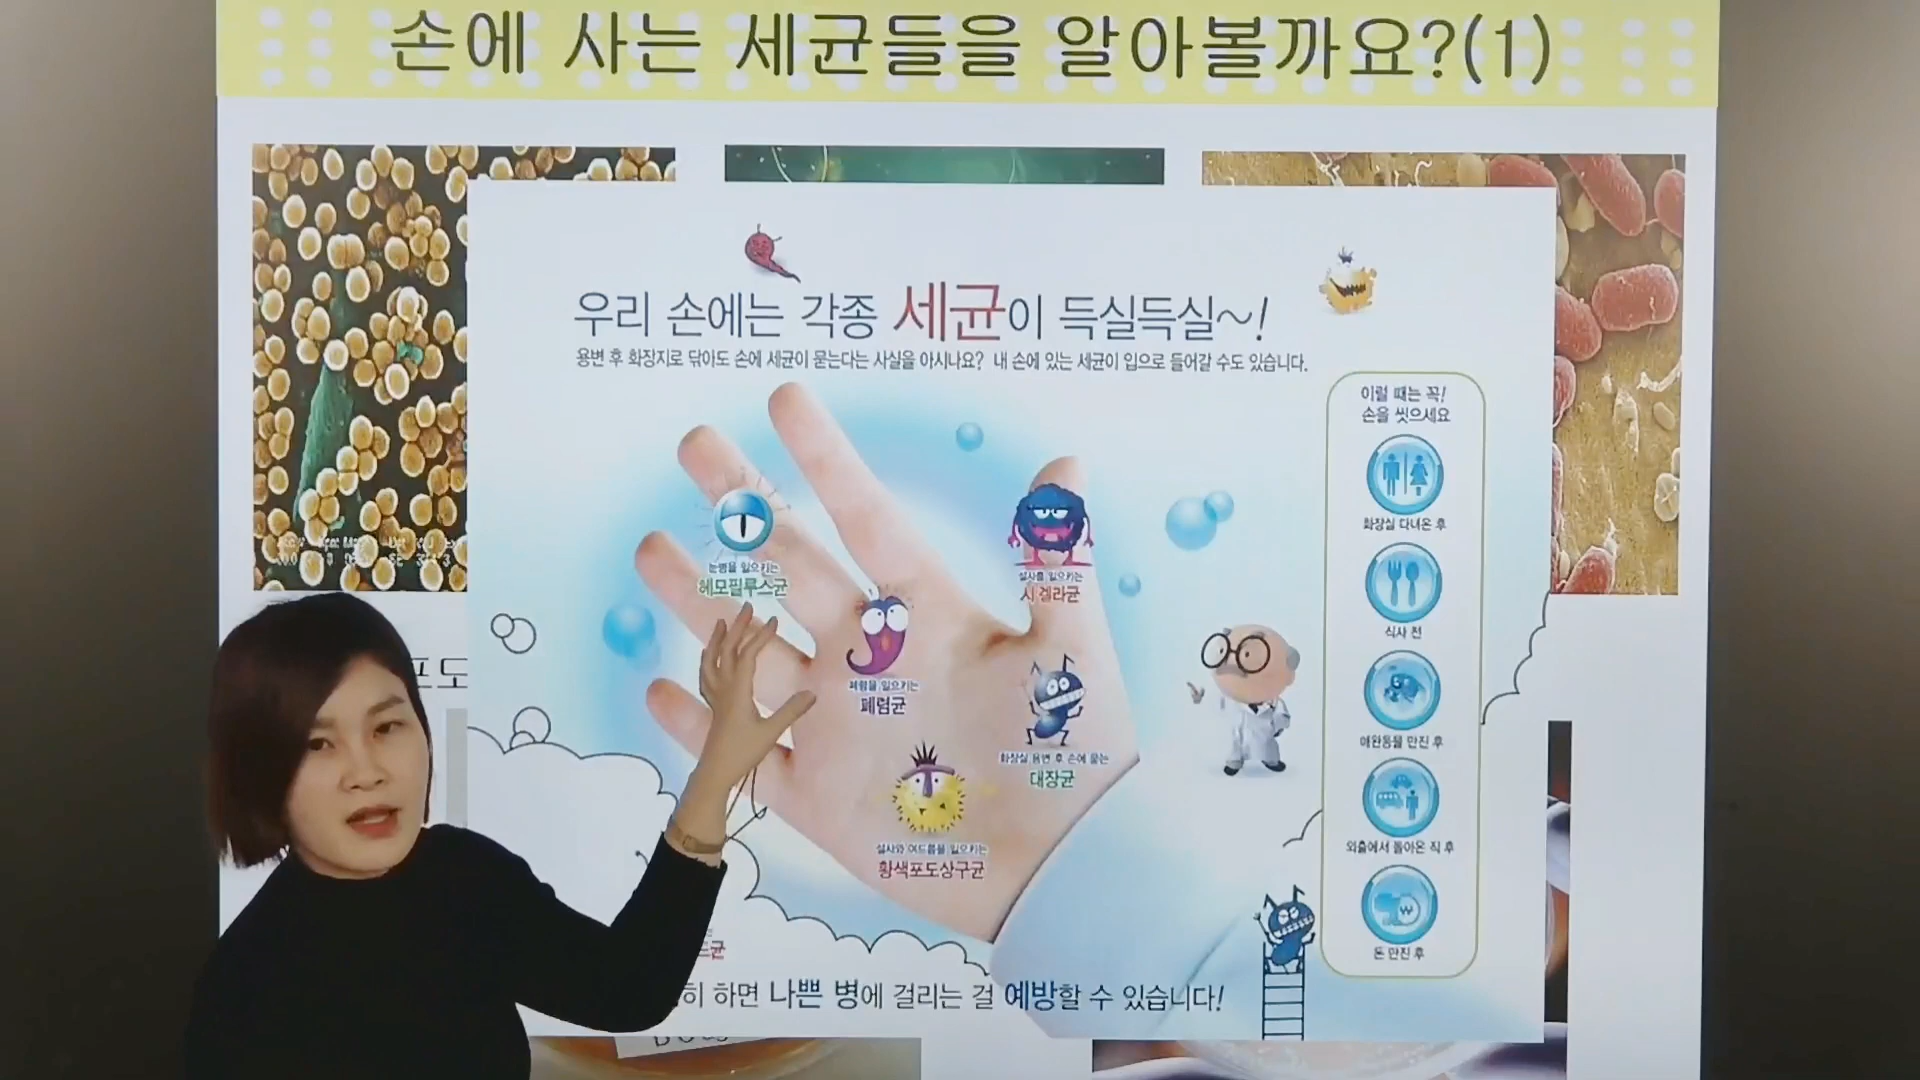 손에 사는 세균들을 알아볼까요?(1)
우리 손에는 각종 세균이 득실득실~!
용변 후 화장지로 닦아도 손에 세균이 묻는다는 사실을 아시나요? 내 손에 있는 세균이 입으로 들어갈 수도 있습니다.
이럴 때는 꼭!
손을 씻으세요
화장실 다녀온 후
식사 전
애완동물 만진 후
외출에서 돌아온 직후
돈 만진 후
눈병을 일으키는
헤모필루스균
설사를 일으키는
시겔라균
폐렴을 일으키는
폐렴균
화장실 용변 후 손에 묻는
대장균
설사와 여드름을 일으키는
황색포도상구균
포도
드균
히 하면 나쁜 병에 걸리는 걸 예방할 수 있습니다!